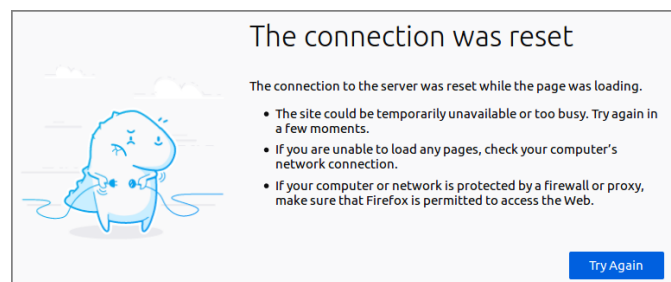 The connection was reset
The connection to the server was reset while the page was loading.
• The site could be temporarily unavailable or too busy. Try again in
a few moments.
• If you are unable to load any pages, check your computer’s
network connection.
• If your computer or network is protected by a firewall or proxy,
make sure that Firefox is permitted to access the Web.
Try Again